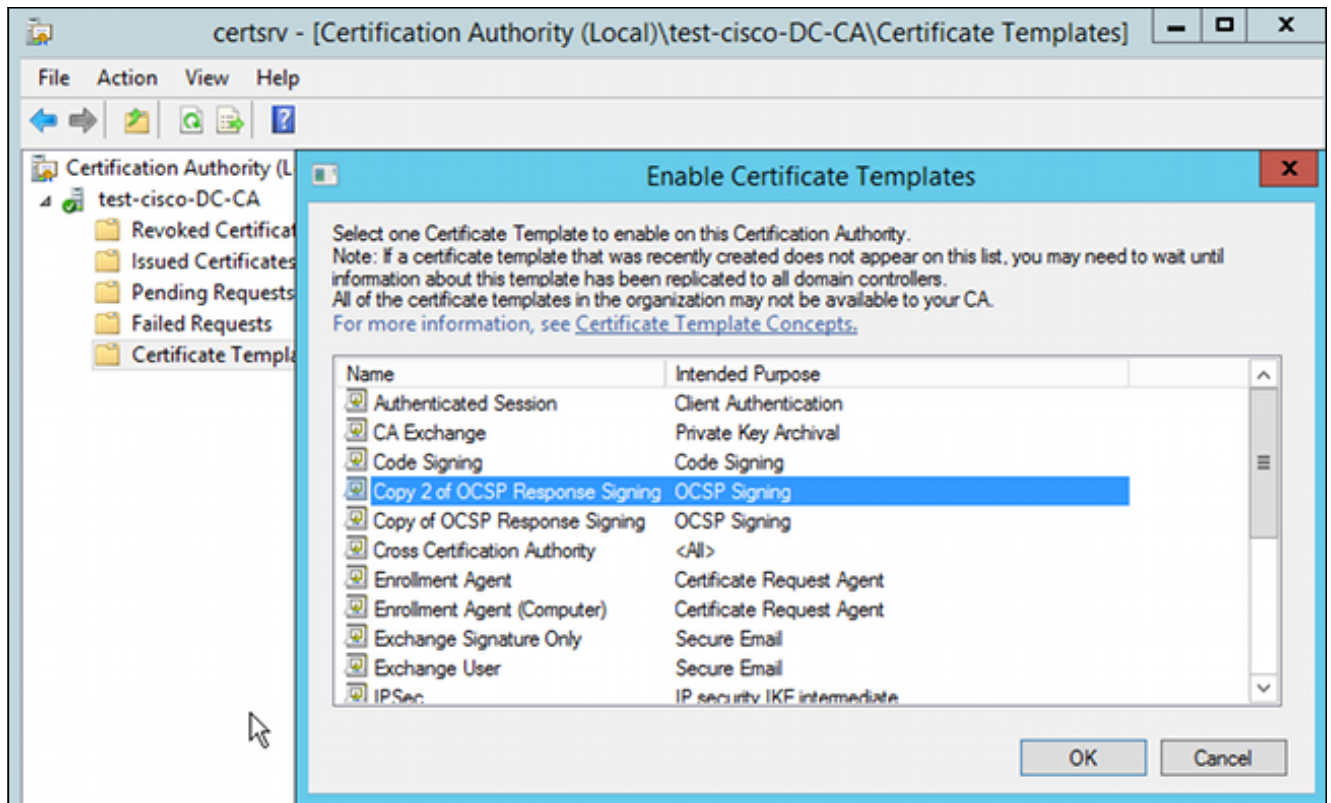 certsrv - [Certification Authority (Local)\test-cisco-DC-CA\Certificate Templates]
File Action View Help
Certification Authority (L
test-cisco-DC-CA
Revoked Certificat
Issued Certificates
Pending Requests
Failed Requests
Certificate Templa
Enable Certificate Templates
Select one Certificate Template to enable on this Certification Authority.
Note: If a certificate template that was recently created does not appear on this list, you may need to wait until
information about this template has been replicated to all domain controllers.
All of the certificate templates in the organization may not be available to your CA.
For more information, see Certificate Template Concepts.
Name Intended Purpose
Authenticated Session Client Authentication
CA Exchange Private Key Archival
Code Signing Code Signing
Copy 2 of OCSP Response Signing OCSP Signing
Copy of OCSP Response Signing OCSP Signing
Cross Certification Authority <All>
Enrollment Agent Certificate Request Agent
Enrollment Agent (Computer) Certificate Request Agent
Exchange Signature Only Secure Email
Exchange User Secure Email
IPSec IP security IKE intermediate
OK Cancel